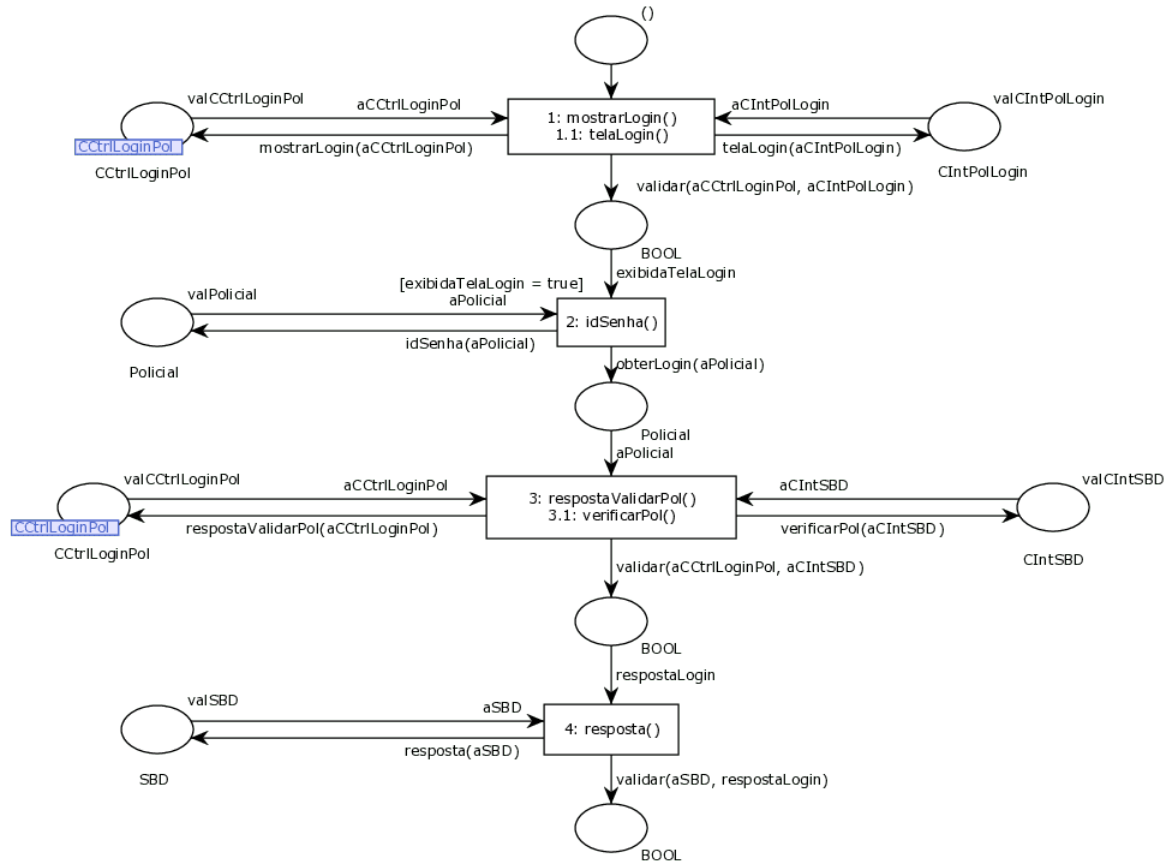 ()
valCCtrlLoginPol
aCCtrlLoginPol
1: mostrarLogin()
1.1: telaLogin()
aCIntPolLogin
valCIntPolLogin
CCtrlLoginPol
mostrarLogin(aCCtrlLoginPol)
telaLogin(aCIntPolLogin)
CCtrlLoginPol
CIntPolLogin
validar(aCCtrlLoginPol, aCIntPolLogin)
BOOL
exibidaTelaLogin
valPolicial
[exibidaTelaLogin = true]
aPolicial
2: idSenha()
idSenha(aPolicial)
Policial
obterLogin(aPolicial)
Policial
aPolicial
valCCtrlLoginPol
aCCtrlLoginPol
3: respostaValidarPol()
3.1: verificarPol()
aCIntSBD
valCIntSBD
CCtrlLoginPol
respostaValidarPol(aCCtrlLoginPol)
verificarPol(aCIntSBD)
CCtrlLoginPol
CIntSBD
validar(aCCtrlLoginPol, aCIntSBD)
BOOL
respostaLogin
valSBD
aSBD
4: resposta()
resposta(aSBD)
SBD
validar(aSBD, respostaLogin)
BOOL